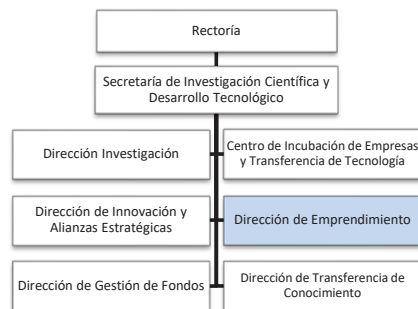 Rectoría
Secretaría de Investigación Científica y
Desarrollo Tecnológico
Dirección Investigación
Centro de Incubación de Empresas
y Transferencia de Tecnología
Dirección de Innovación y
Alianzas Estratégicas
Dirección de Emprendimiento
Dirección de Gestión de Fondos
Dirección de Transferencia de
Conocimiento